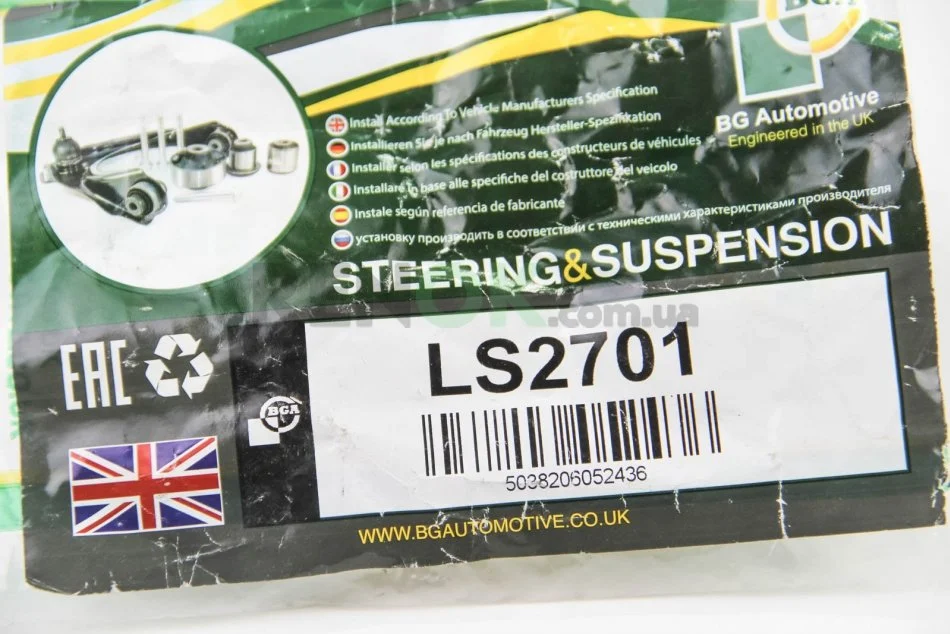 BGA
BG Automotive
Engineered in the UK
Install According To Vehicle Manufacturers Specification
Installieren Sie je nach Fahrzeug Hersteller-Spezifikation
Installer selon les spécifications des constructeurs de véhicules
Installare in base alle specifiche del costruttore del veicolo
Instale según referencia de fabricante
установку производить в соответствии с техническими характеристиками производителя
STEERING&SUSPENSION
.com.ua
EAC
LS2701
BGA
5038206052436
WWW.BGAUTOMOTIVE.CO.UK